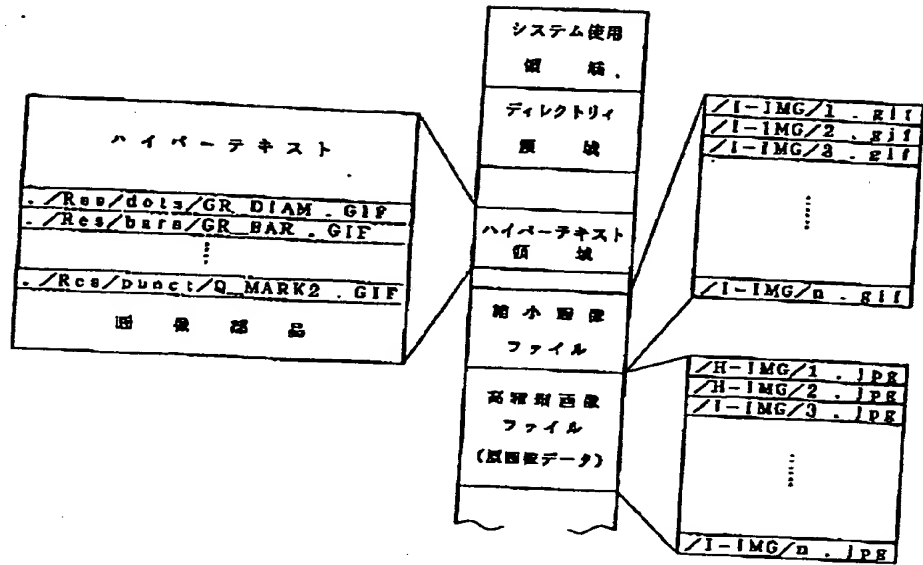 システム使用
領域
ディレクトリィ
領域
ハイパーテキスト
領域
縮小画像
ファイル
高精細画像
ファイル
(原画像データ)
ハイパーテキスト
./Res/dots/GR_DIAM.GIF
./Res/bars/GR_BAR.GIF
./Res/punct/Q_MARK2.GIF
画像部品
/I-IMG/1.gif
/I-IMG/2.gif
/I-IMG/3.gif
/I-IMG/n.gif
/H-IMG/1.jpg
/H-IMG/2.jpg
/I-IMG/3.jpg
/I-IMG/n.jpg